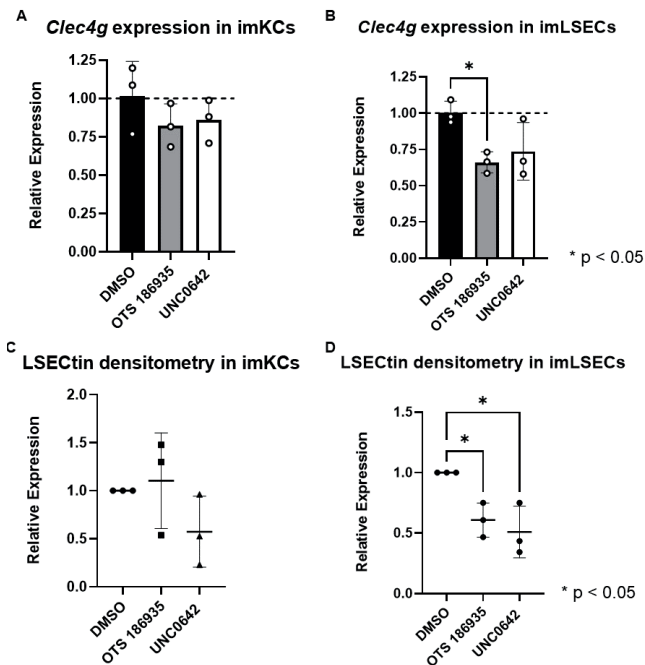 A
Clec4g expression in imKCs
Relative Expression
1.25
1.00
0.75
0.50
0.25
0.00
DMSO
OTS 186935
UNC0642
B
Clec4g expression in imLSECs
Relative Expression
1.25
1.00
0.75
0.50
0.25
0.00
*
DMSO
OTS 186935
UNC0642
* p < 0.05
C
LSECtin densitometry in imKCs
Relative Expression
2.0
1.5
1.0
0.5
0.0
DMSO
OTS 186935
UNC0642
D
LSECtin densitometry in imLSECs
Relative Expression
1.5
1.0
0.5
0.0
*
*
DMSO
OTS 186935
UNC0642
* p < 0.05